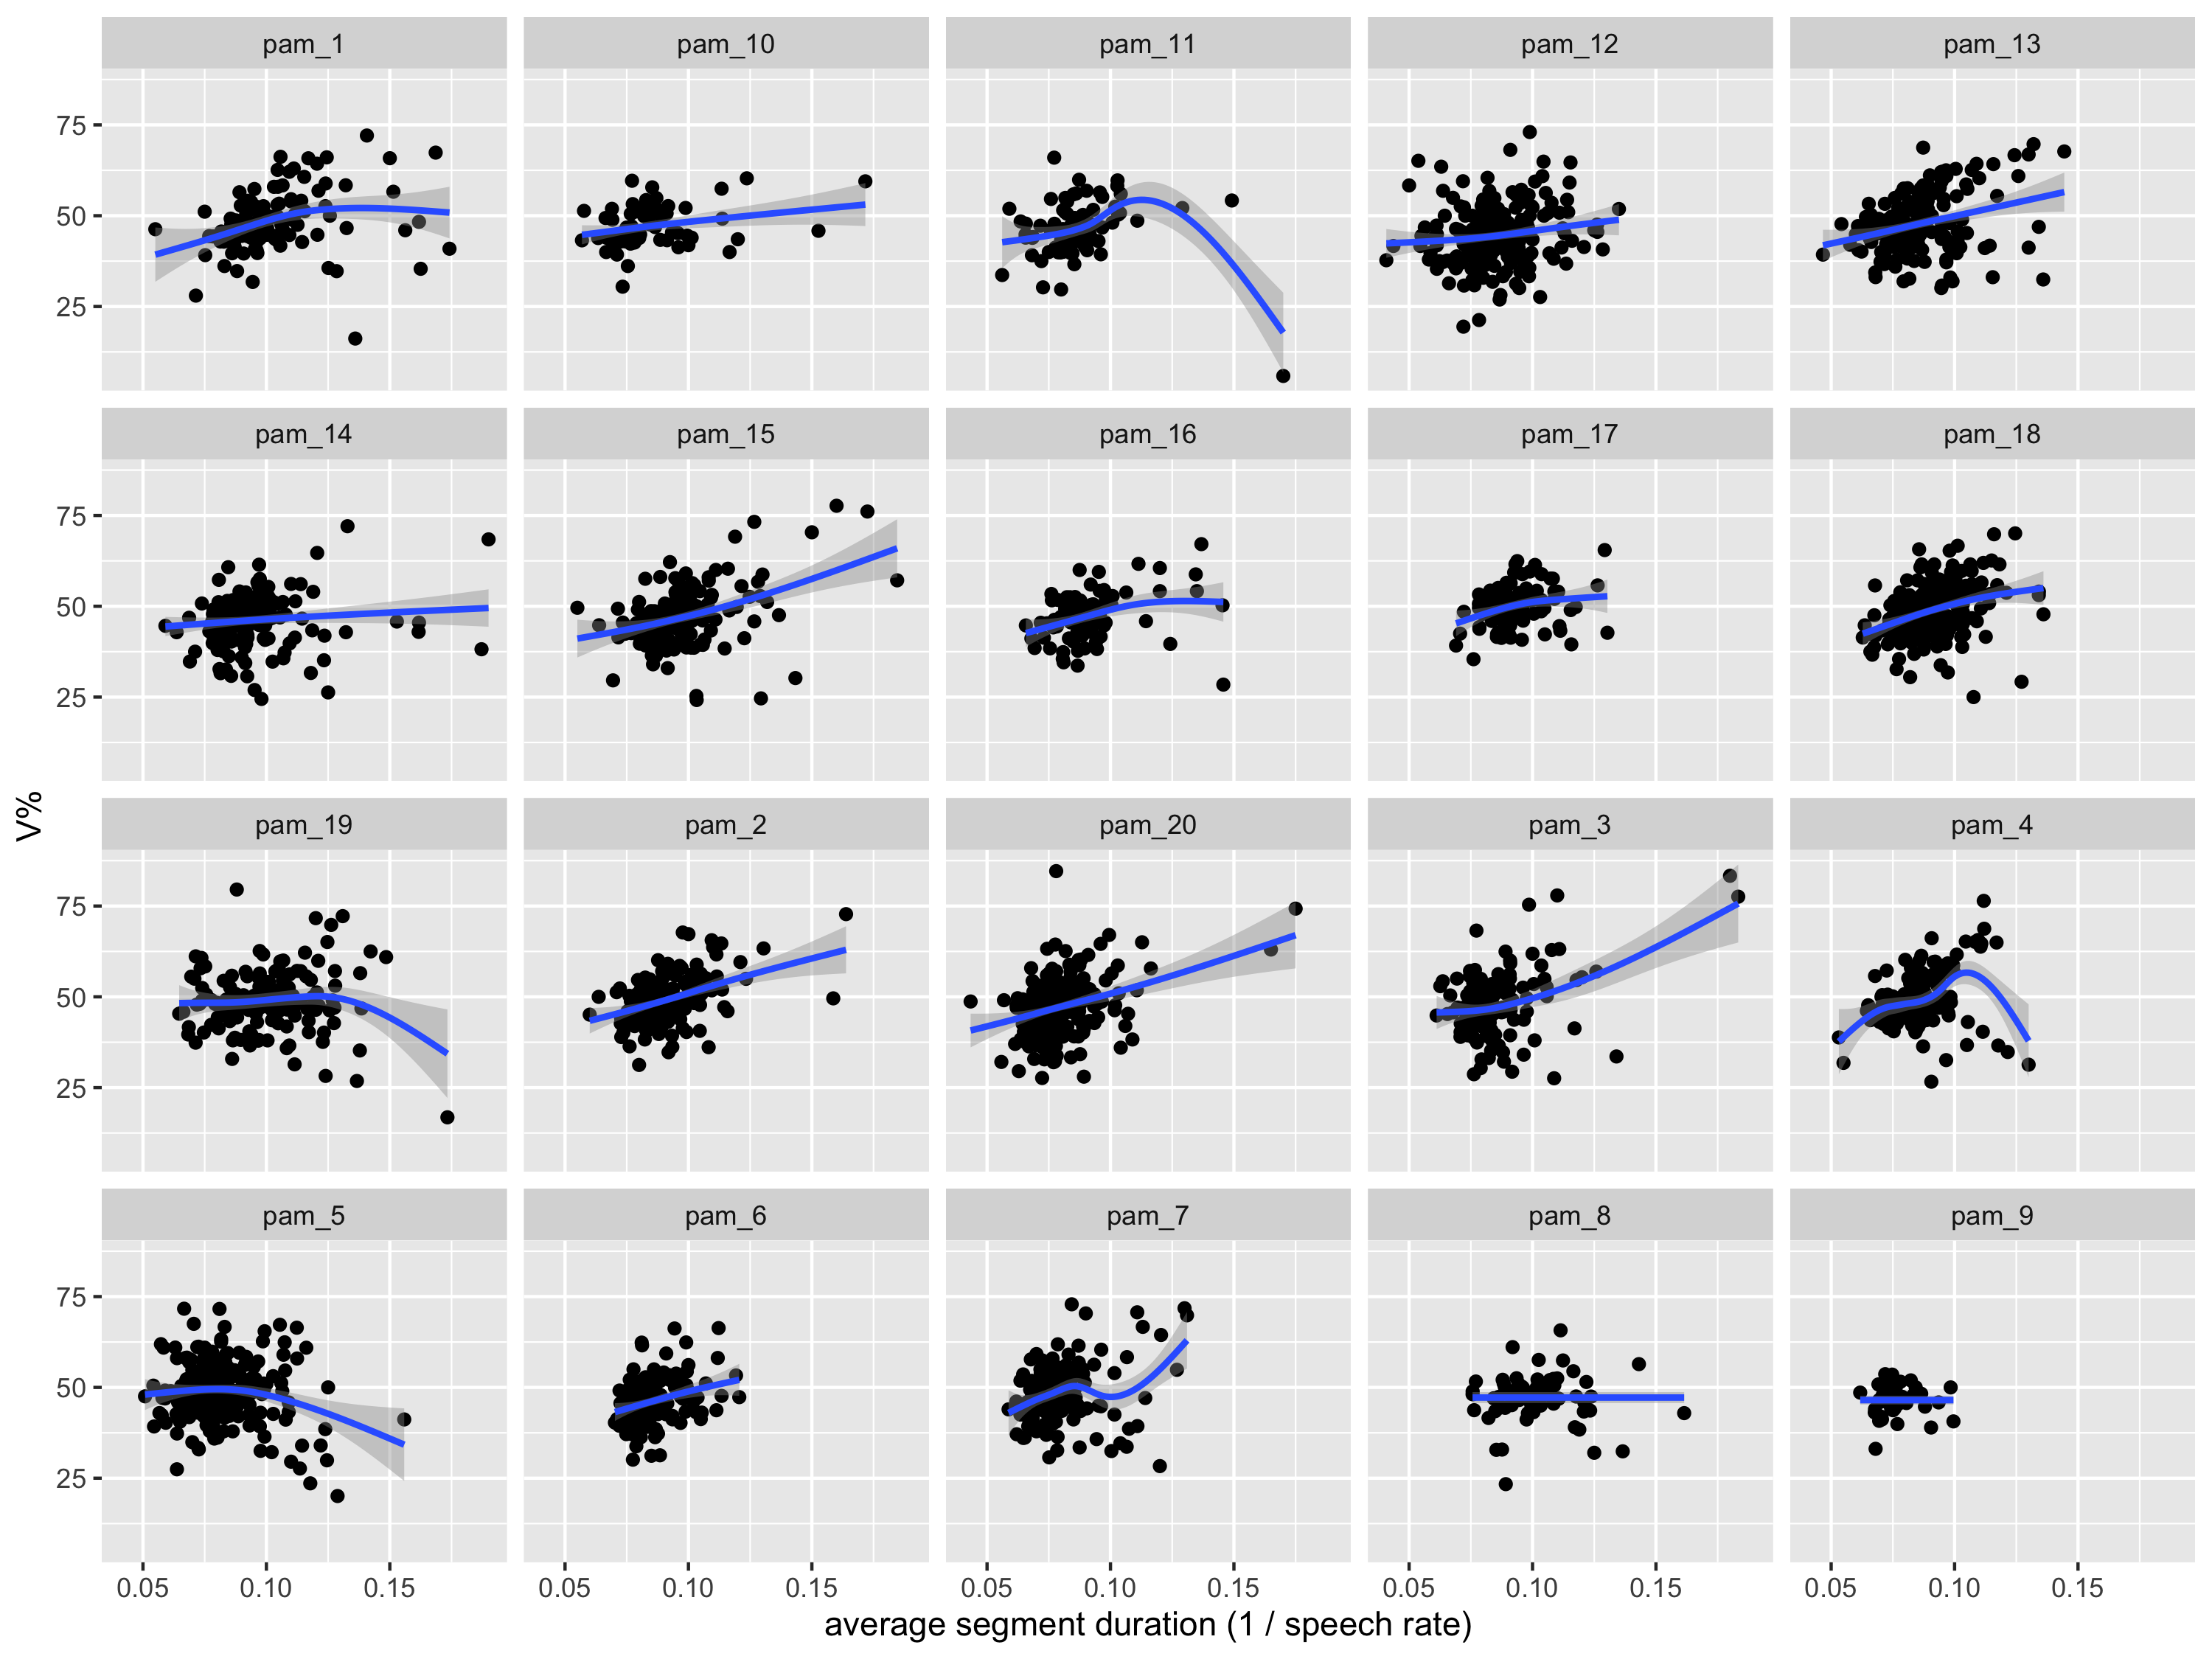 pam_1 pam_10 pam_11 pam_12 pam_13
75
50
25
pam_14 pam_15 pam_16 pam_17 pam_18
75
50
25
V%
pam_19 pam_2 pam_20 pam_3 pam_4
75
50
25
pam_5 pam_6 pam_7 pam_8 pam_9
75
50
25
0.05 0.10 0.15 0.05 0.10 0.15 0.05 0.10 0.15 0.05 0.10 0.15 0.05 0.10 0.15
average segment duration (1 / speech rate)